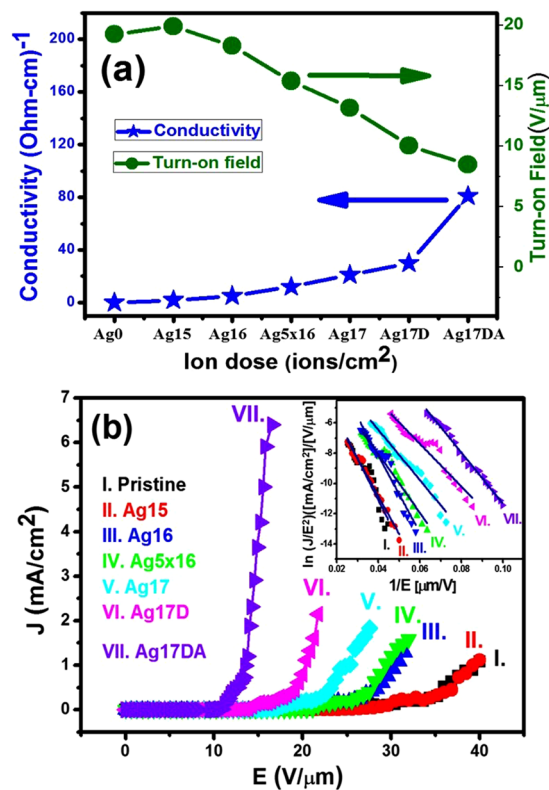 (a)
Conductivity (Ohm-cm)-1
200
160
120
80
40
0
Conductivity
Turn-on field
20
15
10
5
0
Turn-on Field(V/μm)
Ag0 Ag15 Ag16 Ag5x16 Ag17 Ag17D Ag17DA
Ion dose (ions/cm2)
(b)
J (mA/cm2)
7
6
5
4
3
2
1
0
I. Pristine
II. Ag15
III. Ag16
IV. Ag5x16
V. Ag17
VI. Ag17D
VII. Ag17DA
VII.
VI.
V.
IV.
III.
II.
I.
0 10 20 30 40
E (V/μm)
ln (J/E2)|[mA/cm2]/[V/μm]
-6
-8
-10
-12
-14
I.
II.
III.
IV.
V.
VI.
VII.
0.02 0.04 0.06 0.08 0.10
1/E [μm/V]